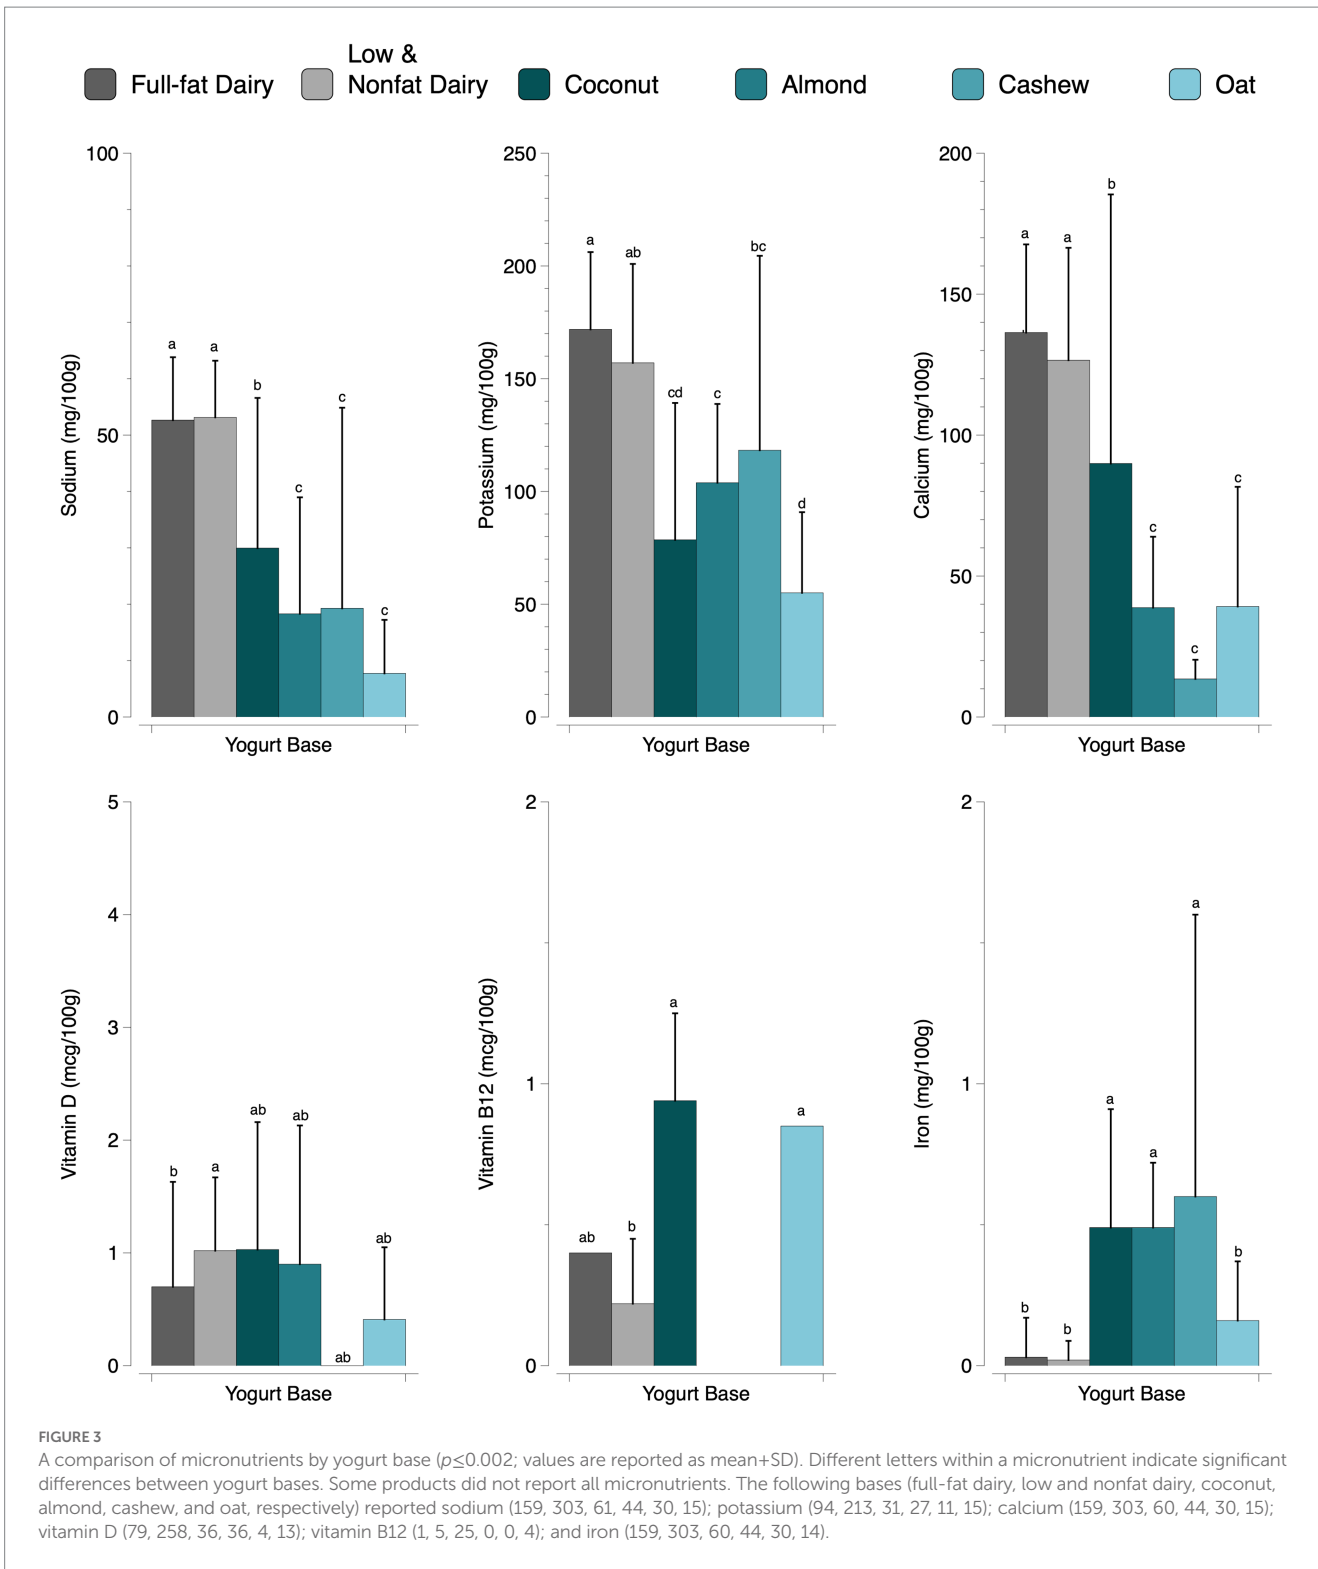 Full-fat Dairy
Low &
Nonfat Dairy
Coconut
Almond
Cashew
Oat
100
50
0
Sodium (mg/100g)
a
a
b
c
c
c
Yogurt Base
250
200
150
100
50
0
Potassium (mg/100g)
a
ab
cd
c
bc
d
Yogurt Base
200
150
100
50
0
Calcium (mg/100g)
a
a
b
c
c
c
Yogurt Base
5
4
3
2
1
0
Vitamin D (mcg/100g)
b
a
ab
ab
ab
ab
Yogurt Base
2
1
0
Vitamin B12 (mcg/100g)
ab
b
a
a
Yogurt Base
2
1
0
Iron (mg/100g)
b
b
a
a
a
b
Yogurt Base
FIGURE 3
A comparison of micronutrients by yogurt base (p≤0.002; values are reported as mean+SD). Different letters within a micronutrient indicate significant
differences between yogurt bases. Some products did not report all micronutrients. The following bases (full-fat dairy, low and nonfat dairy, coconut,
almond, cashew, and oat, respectively) reported sodium (159, 303, 61, 44, 30, 15); potassium (94, 213, 31, 27, 11, 15); calcium (159, 303, 60, 44, 30, 15);
vitamin D (79, 258, 36, 36, 4, 13); vitamin B12 (1, 5, 25, 0, 0, 4); and iron (159, 303, 60, 44, 30, 14).